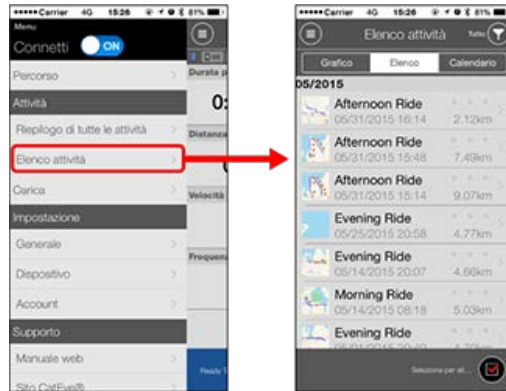 ●●●●●Carrier 4G 15:26 81%
Menu
Connetti ON
Percorso
Attività
Riepilogo di tutte le attività
Elenco attività
Carica
Impostazione
Generale
Dispositivo
Account
Supporto
Manuale web
Sito CatEye®
Durata p
0:
Distanza
Velocità
Frequenz
Ready T
●●●●●Carrier 4G 15:26 81%
Elenco attività Tutto
Grafico Elenco Calendario
05/2015
Afternoon Ride
05/31/2015 16:14 2.12km
Afternoon Ride
05/31/2015 15:48 7.49km
Afternoon Ride
05/31/2015 15:14 9.07km
Evening Ride
05/25/2015 20:58 4.77km
Evening Ride
05/14/2015 20:07 4.66km
Morning Ride
05/14/2015 08:18 5.03km
Evening Ride
Seleziona per eli...